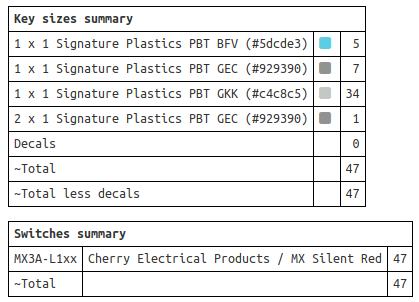 Key sizes summary
1 x 1 Signature Plastics PBT BFV (#5dcde3) 5
1 x 1 Signature Plastics PBT GEC (#929390) 7
1 x 1 Signature Plastics PBT GKK (#c4c8c5) 34
2 x 1 Signature Plastics PBT GEC (#929390) 1
Decals 0
~Total 47
~Total less decals 47
Switches summary
MX3A-L1xx Cherry Electrical Products / MX Silent Red 47
~Total 47